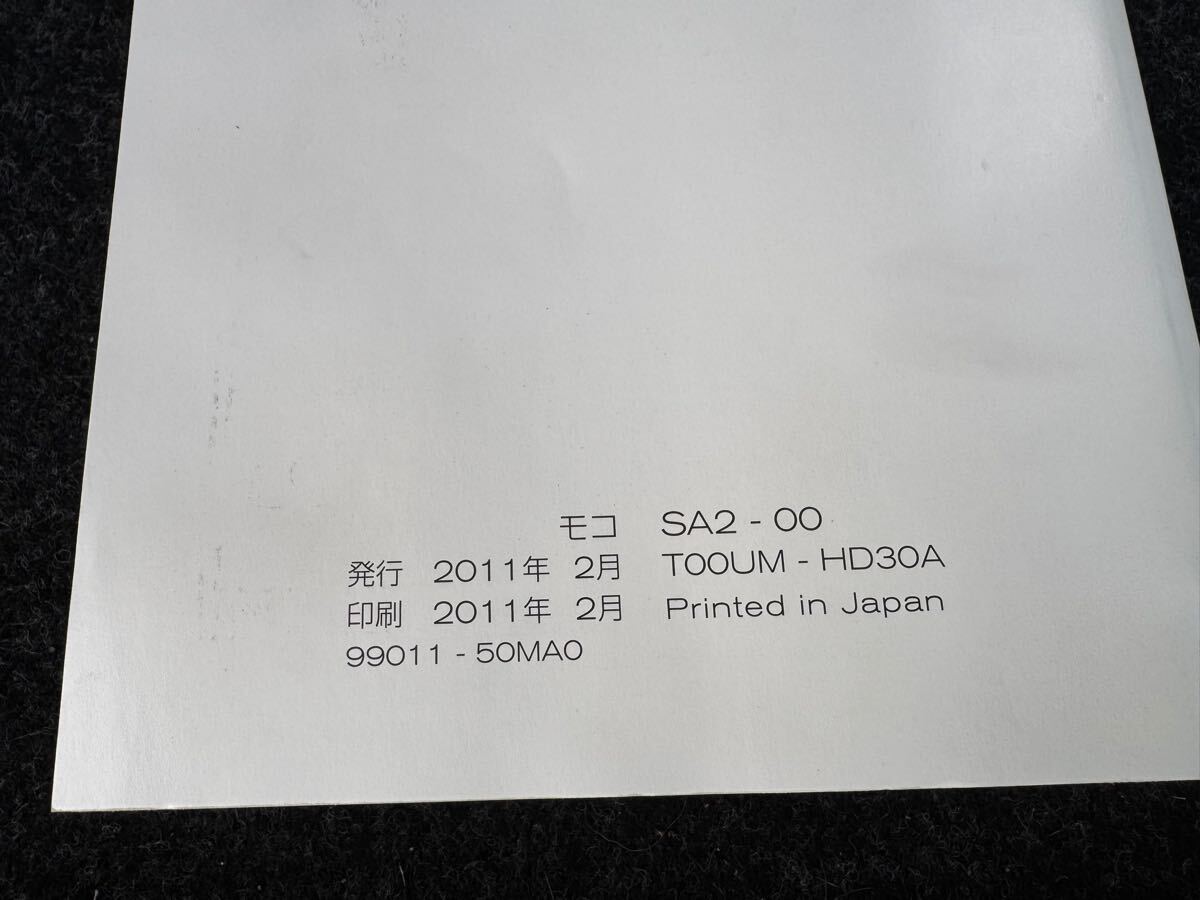 モコ SA2 - 00
発行 2011年 2月 T00UM - HD30A
印刷 2011年 2月 Printed in Japan
99011 - 50MA0